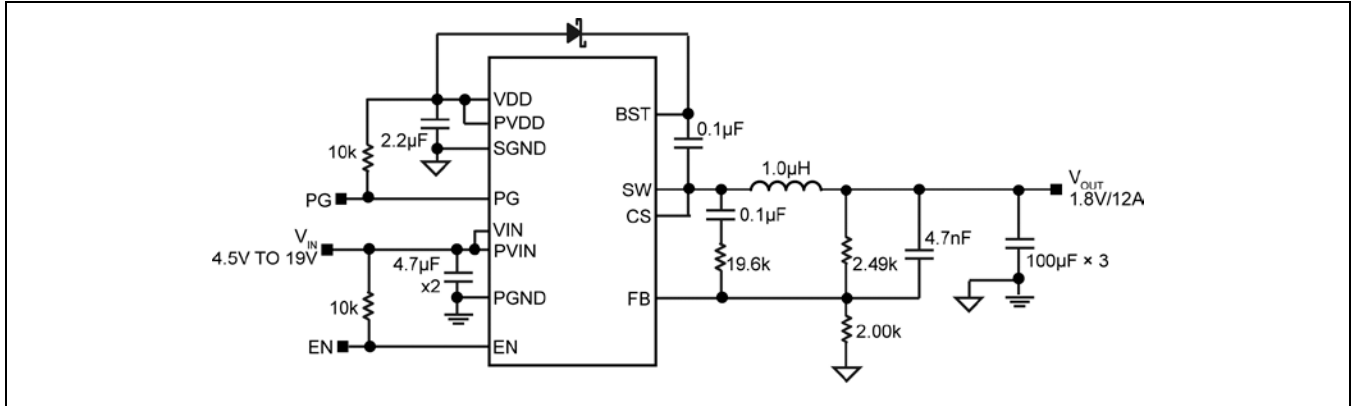 VDD
PVDD
2.2µF
SGND
10k
PG
PG
V_IN
4.5V TO 19V
VIN
PVIN
4.7µF
x2
PGND
10k
EN
EN
BST
0.1µF
1.0µH
SW
CS
0.1µF
19.6k
FB
2.49k
4.7nF
2.00k
100µF × 3
V_OUT
1.8V/12A